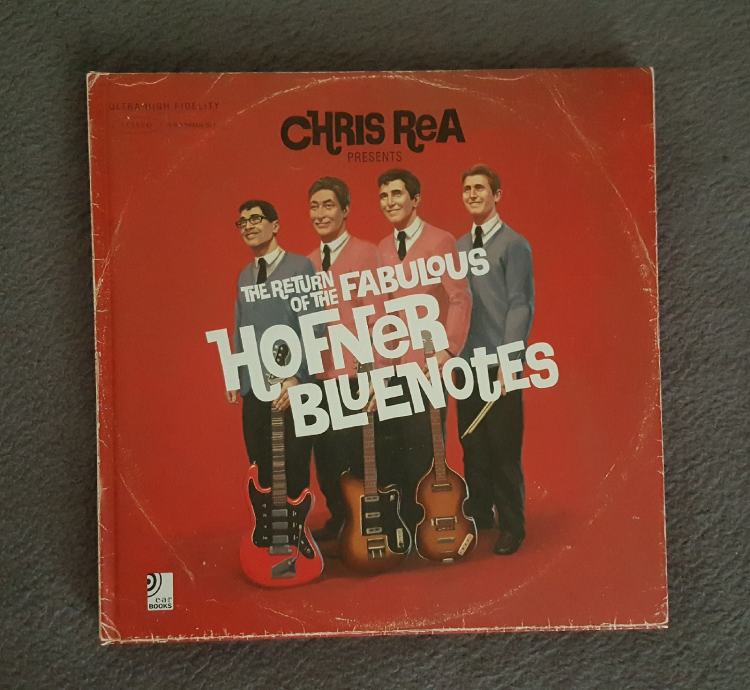 ULTRA HIGH FIDELITY
CHRIS ReA
PRESENTS
THE RETURN
OF THE FABULOUS
HOFNeR
BLUENOtES
ear
BOOKS